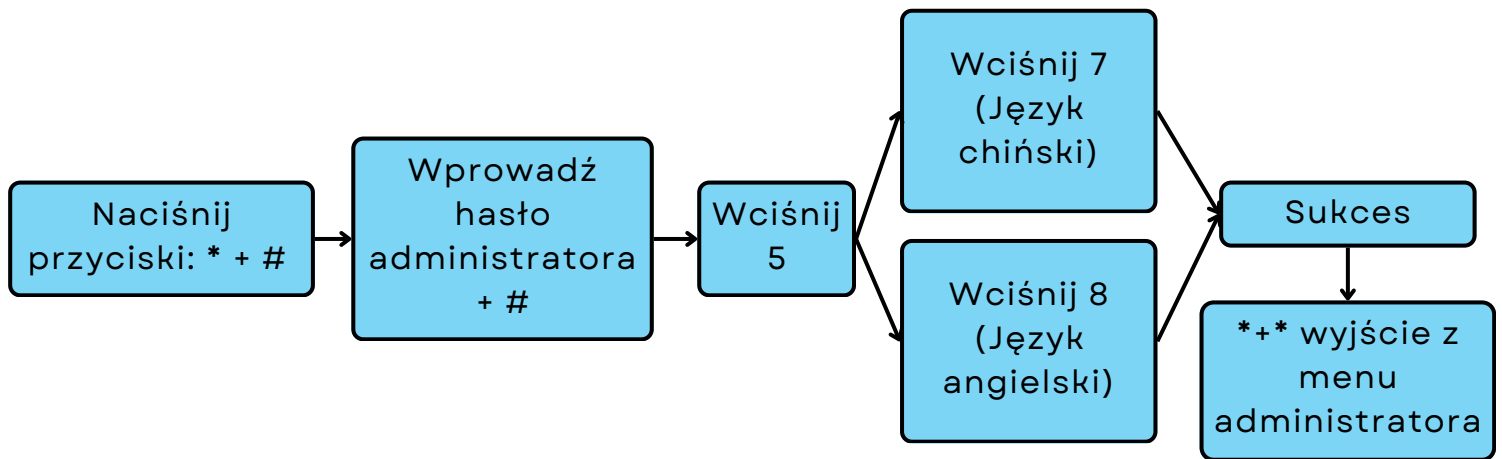 Naciśnij
przyciski: * + #
Wprowadź
hasło
administratora
+ #
Wciśnij
5
Wciśnij 7
(Język
chiński)
Wciśnij 8
(Język
angielski)
Sukces
*+* wyjście z
menu
administratora